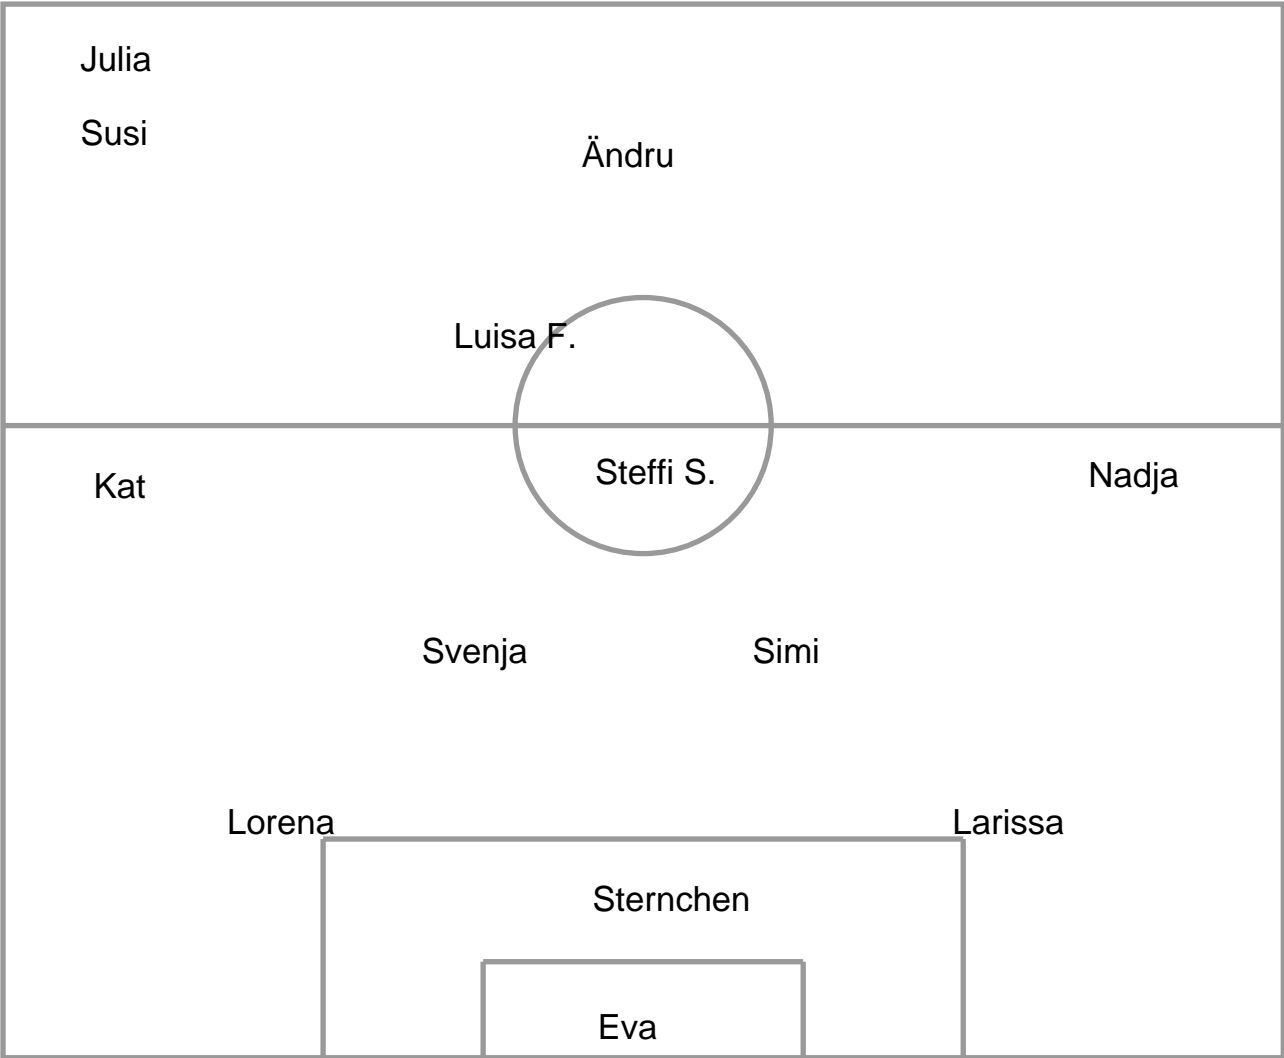 Julia
Susi
Ändru
Luisa F.
Steffi S.
Kat
Nadja
Svenja
Simi
Lorena
Larissa
Sternchen
Eva